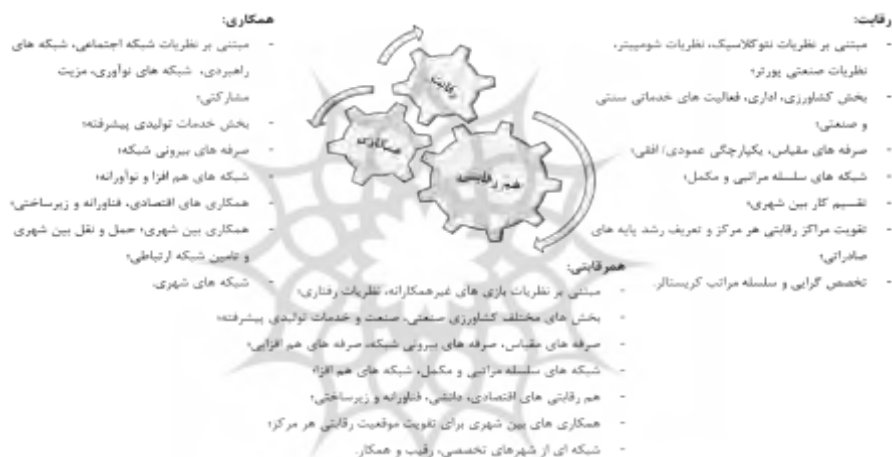 رقابت:
- مبتنی بر نظریات نئوکلاسیک، نظریات شومپیتر،
نظریات صنعتی پورتر؛
- بخش کشاورزی، اداری، فعالیت های خدماتی سنتی
و صنعتی؛
- صرفه های مقیاس، یکپارچگی عمودی/ افقی؛
- شبکه های سلسله مراتبی و مکمل؛
- تقسیم کار بین شهری؛
- تقویت مراکز رقابتی هر مرکز و تعریف رشد پایه های
صادراتی؛
- تخصص گرایی و سلسله مراتب کریستالر.
همکاری:
- مبتنی بر نظریات شبکه اجتماعی، شبکه های
راهبردی، شبکه های نوآوری، مزیت
مشارکتی؛
- بخش خدمات تولیدی پیشرفته؛
- صرفه های بیرونی شبکه؛
- شبکه های هم افزا و نوآورانه؛
- همکاری های اقتصادی، فناورانه و زیرساختی؛
- همکاری بین شهری؛ حمل و نقل بین شهری
و تامین شبکه ارتباطی؛
- شبکه های شهری.
رقابت
همکاری
هم رقابتی
همرقابتی:
- مبتنی بر نظریات بازی های غیرهمکارانه، نظریات رفتاری؛
- بخش های مختلف کشاورزی صنعتی، صنعت و خدمات تولیدی پیشرفته؛
- صرفه های مقیاس، صرفه های بیرونی شبکه، صرفه های هم افزایی؛
- شبکه های سلسله مراتبی و مکمل، شبکه های هم افزا؛
- هم رقابتی های اقتصادی، دانشی، فناورانه و زیرساختی؛
- همکاری های بین شهری برای تقویت موقعیت رقابتی هر مرکز؛
- شبکه ای از شهرهای تخصصی، رقیب و همکار.